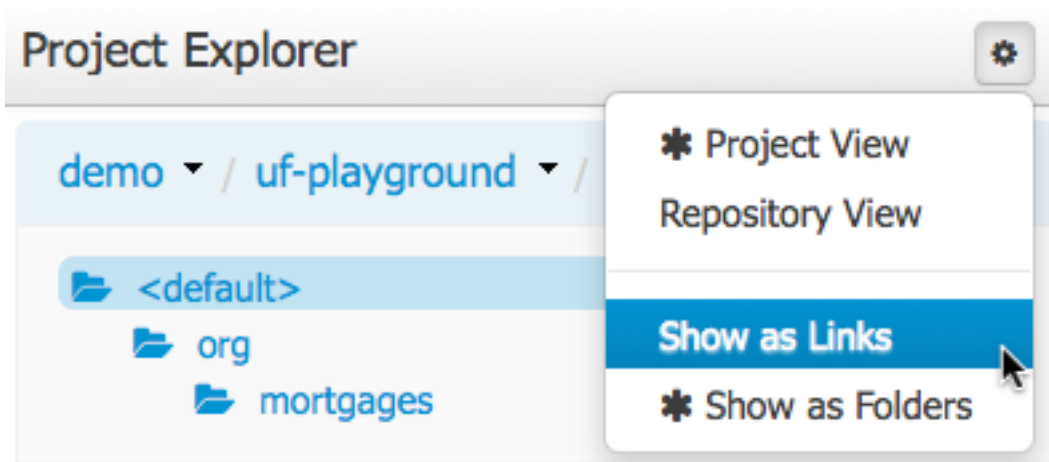 Project Explorer
demo / uf-playground /
<default>
org
mortgages
✱ Project View
Repository View
Show as Links
✱ Show as Folders